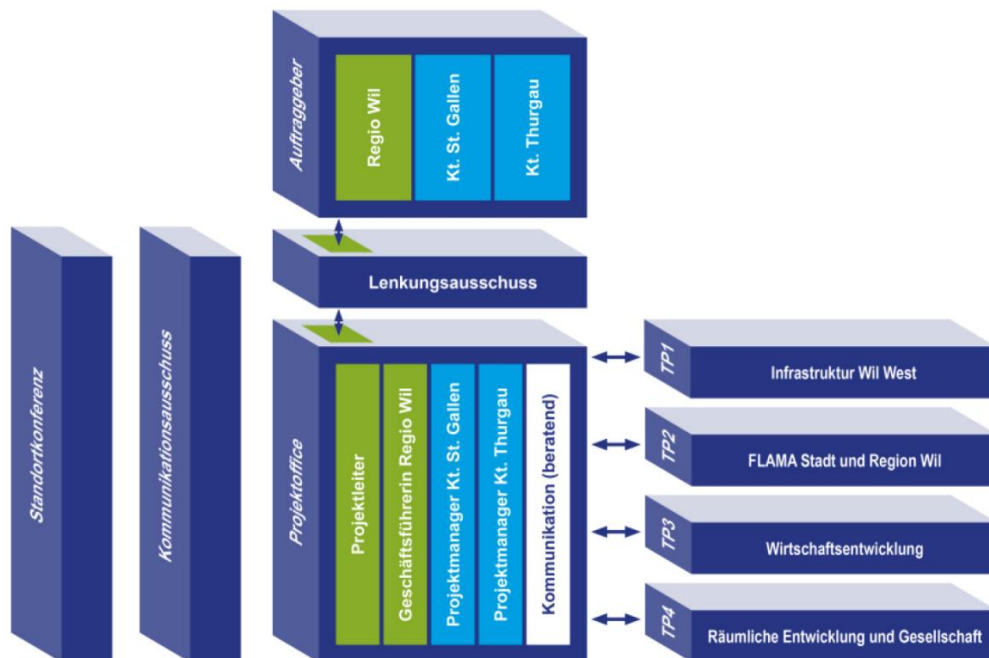 Auftraggeber
Regio Wil
Kt. St. Gallen
Kt. Thurgau
Standortkonferenz
Kommunikationsausschuss
Lenkungsausschuss
Projektoffice
Projektleiter
Geschäftsführerin Regio Wil
Projektmanager Kt. St. Gallen
Projektmanager Kt. Thurgau
Kommunikation (beratend)
TP1
Infrastruktur Wil West
TP2
FLAMA Stadt und Region Wil
TP3
Wirtschaftsentwicklung
TP4
Räumliche Entwicklung und Gesellschaft